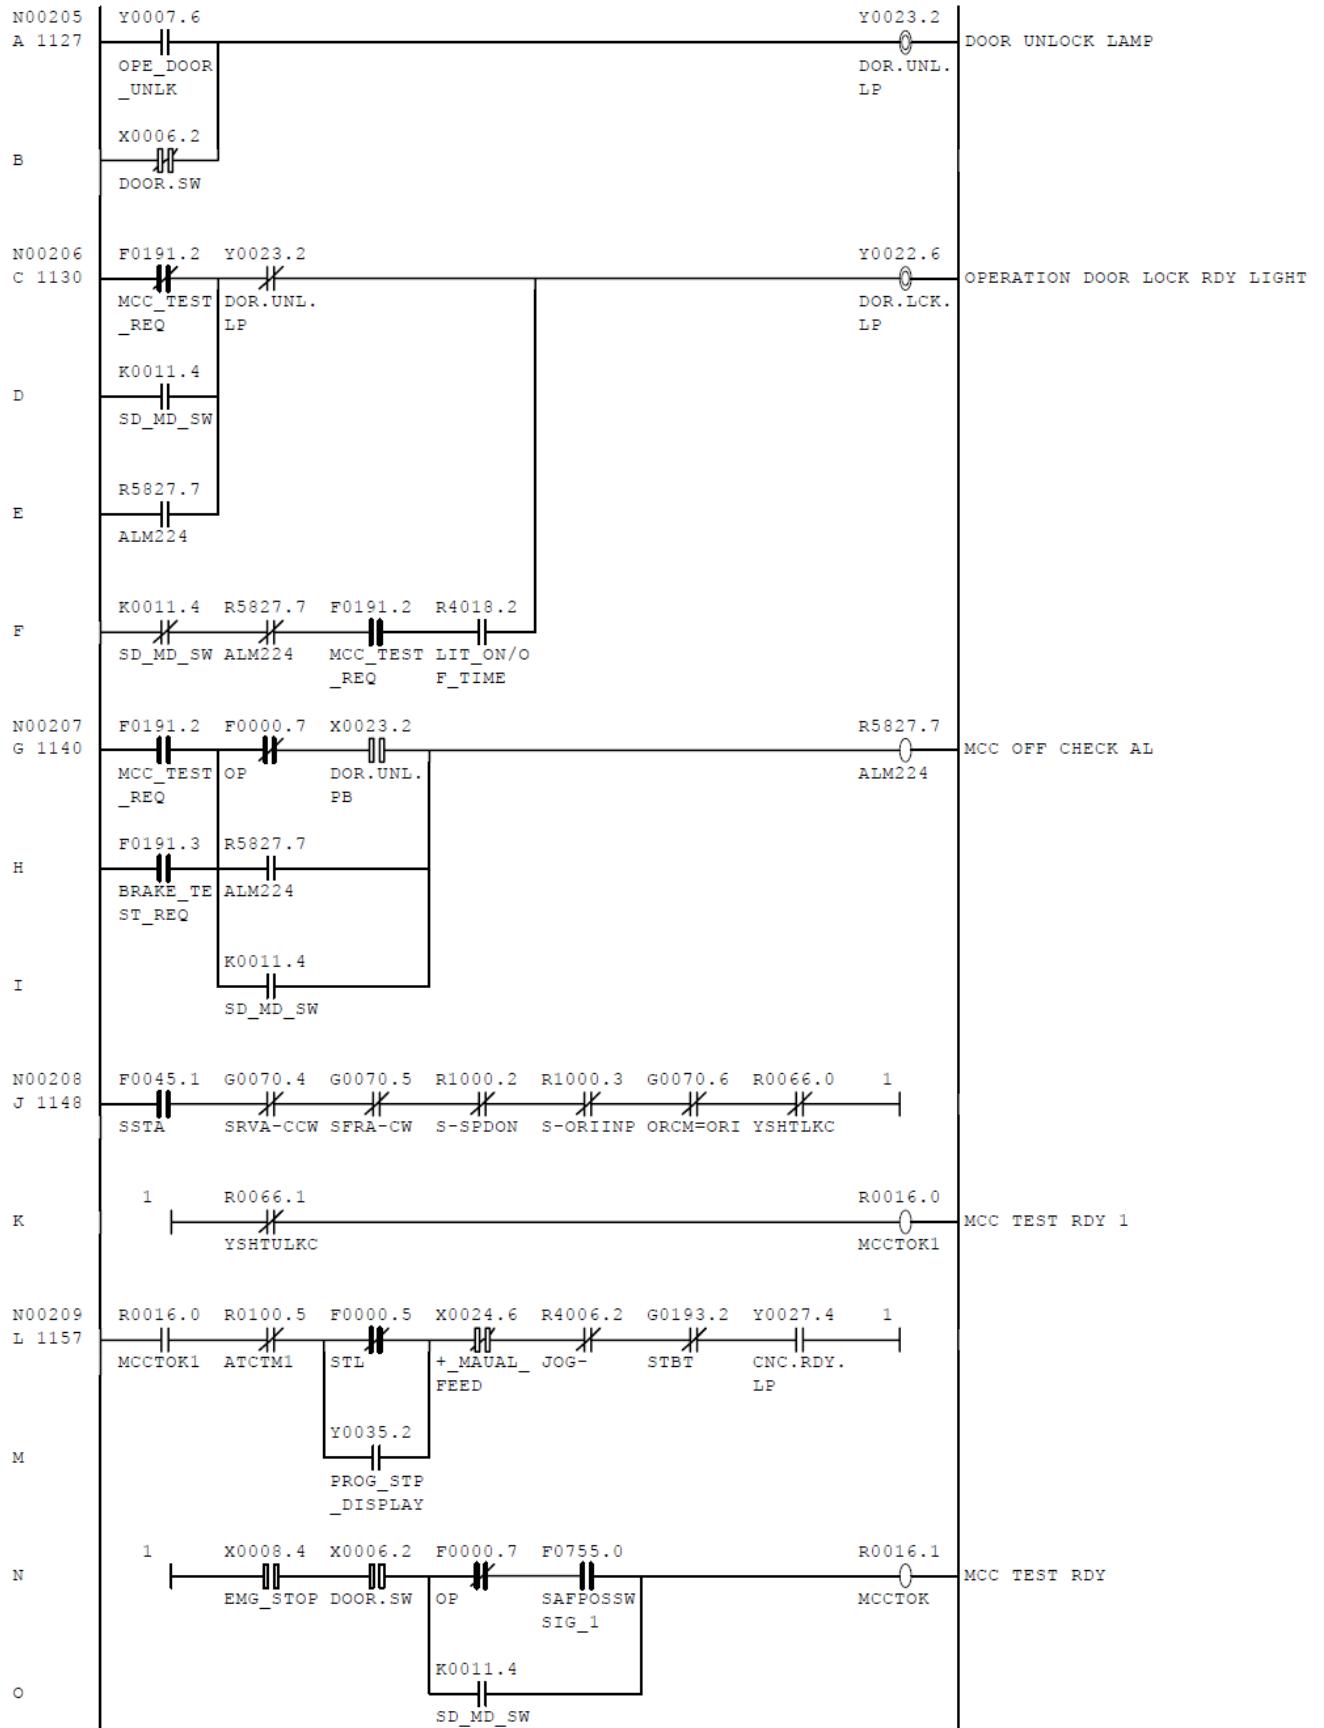 N00205 Y0007.6 Y0023.2
A 1127 DOOR UNLOCK LAMP
OPE_DOOR DOR.UNL.
_UNLK LP
X0006.2
B
DOOR.SW
N00206 F0191.2 Y0023.2 Y0022.6
C 1130 OPERATION DOOR LOCK RDY LIGHT
MCC_TEST DOR.UNL. DOR.LCK.
_REQ LP LP
K0011.4
D
SD_MD_SW
R5827.7
E
ALM224
K0011.4 R5827.7 F0191.2 R4018.2
F
SD_MD_SW ALM224 MCC_TEST LIT_ON/O
_REQ F_TIME
N00207 F0191.2 F0000.7 X0023.2 R5827.7
G 1140 MCC OFF CHECK AL
MCC_TEST OP DOR.UNL. ALM224
_REQ PB
F0191.3 R5827.7
H
BRAKE_TE ALM224
ST_REQ
K0011.4
I
SD_MD_SW
N00208 F0045.1 G0070.4 G0070.5 R1000.2 R1000.3 G0070.6 R0066.0 1
J 1148
SSTA SRVA-CCW SFRA-CW S-SPDON S-ORIINP ORCM=ORI YSHTLKC
1 R0066.1 R0016.0
K MCC TEST RDY 1
YSHTULKC MCCTOK1
N00209 R0016.0 R0100.5 F0000.5 X0024.6 R4006.2 G0193.2 Y0027.4 1
L 1157
MCCTOK1 ATCTM1 STL +_MAUAL_ JOG- STBT CNC.RDY.
FEED LP
Y0035.2
M
PROG_STP
_DISPLAY
1 X0008.4 X0006.2 F0000.7 F0755.0 R0016.1
N MCC TEST RDY
EMG_STOP DOOR.SW OP SAFPOSSW MCCTOK
SIG_1
K0011.4
O
SD_MD_SW